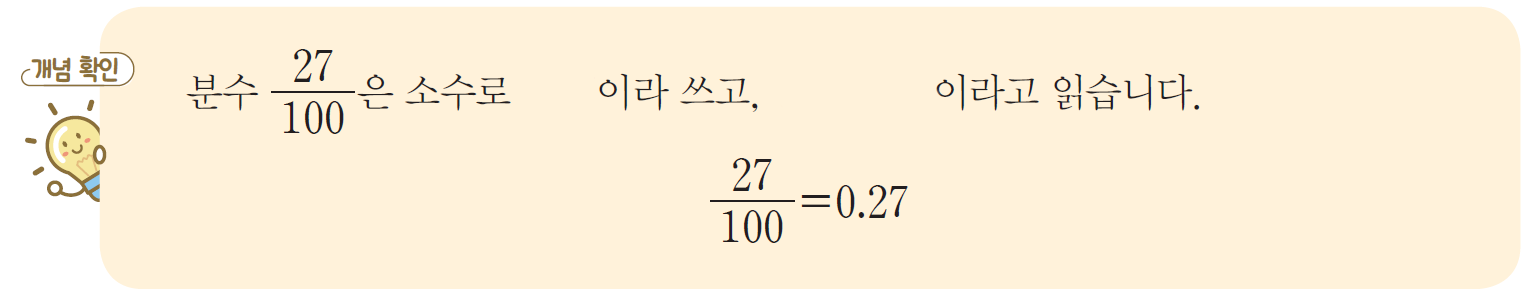 개념 확인
분수 27/100은 소수로 이라 쓰고, 이라고 읽습니다.
27/100=0.27